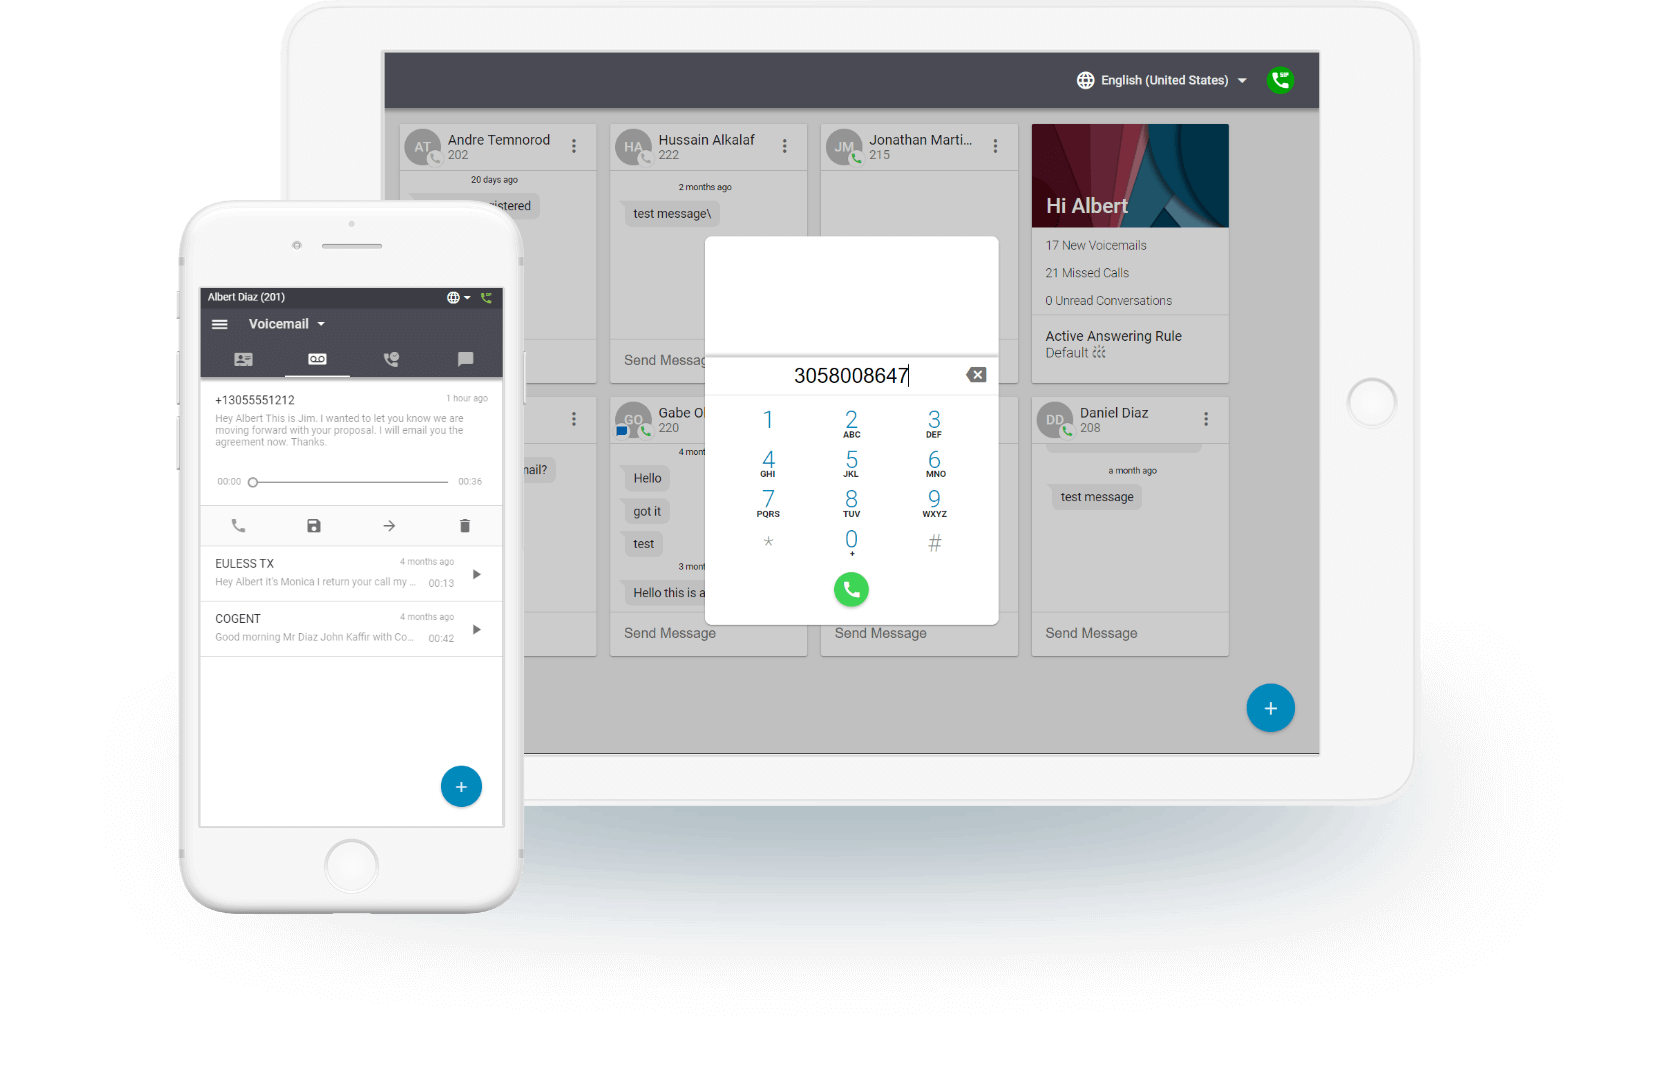 English (United States)
SIP
AT
Andre Temnorod
202
20 days ago
HA
Hussain Alkalaf
222
2 months ago
test message\
Send
JM
Jonathan Marti...
215
Hi Albert
17 New Voicemails
21 Missed Calls
0 Unread Conversations
Active Answering Rule
Default
3058008647
1
2
3
ABC
DEF
4
5
6
GHI
JKL
MNO
7
8
9
PQRS
TUV
WXYZ
*
0
#
+
GO
Gabe
220
Hello
got it
test
Hello this is a
Send Message
Send Message
DD
Daniel Diaz
208
a month ago
test message
Send Message
+
Albert Diaz (201)
Voicemail
+13055551212
1 hour ago
Hey Albert This is Jim. I wanted to let you know we are
moving forward with your proposal. I will email you the
agreement now. Thanks.
00:00
00:36
EULESS TX
4 months ago
Hey Albert it's Monica I return your call my ...
00:13
COGENT
4 months ago
Good morning Mr Diaz John Kaffir with Co...
00:42
+